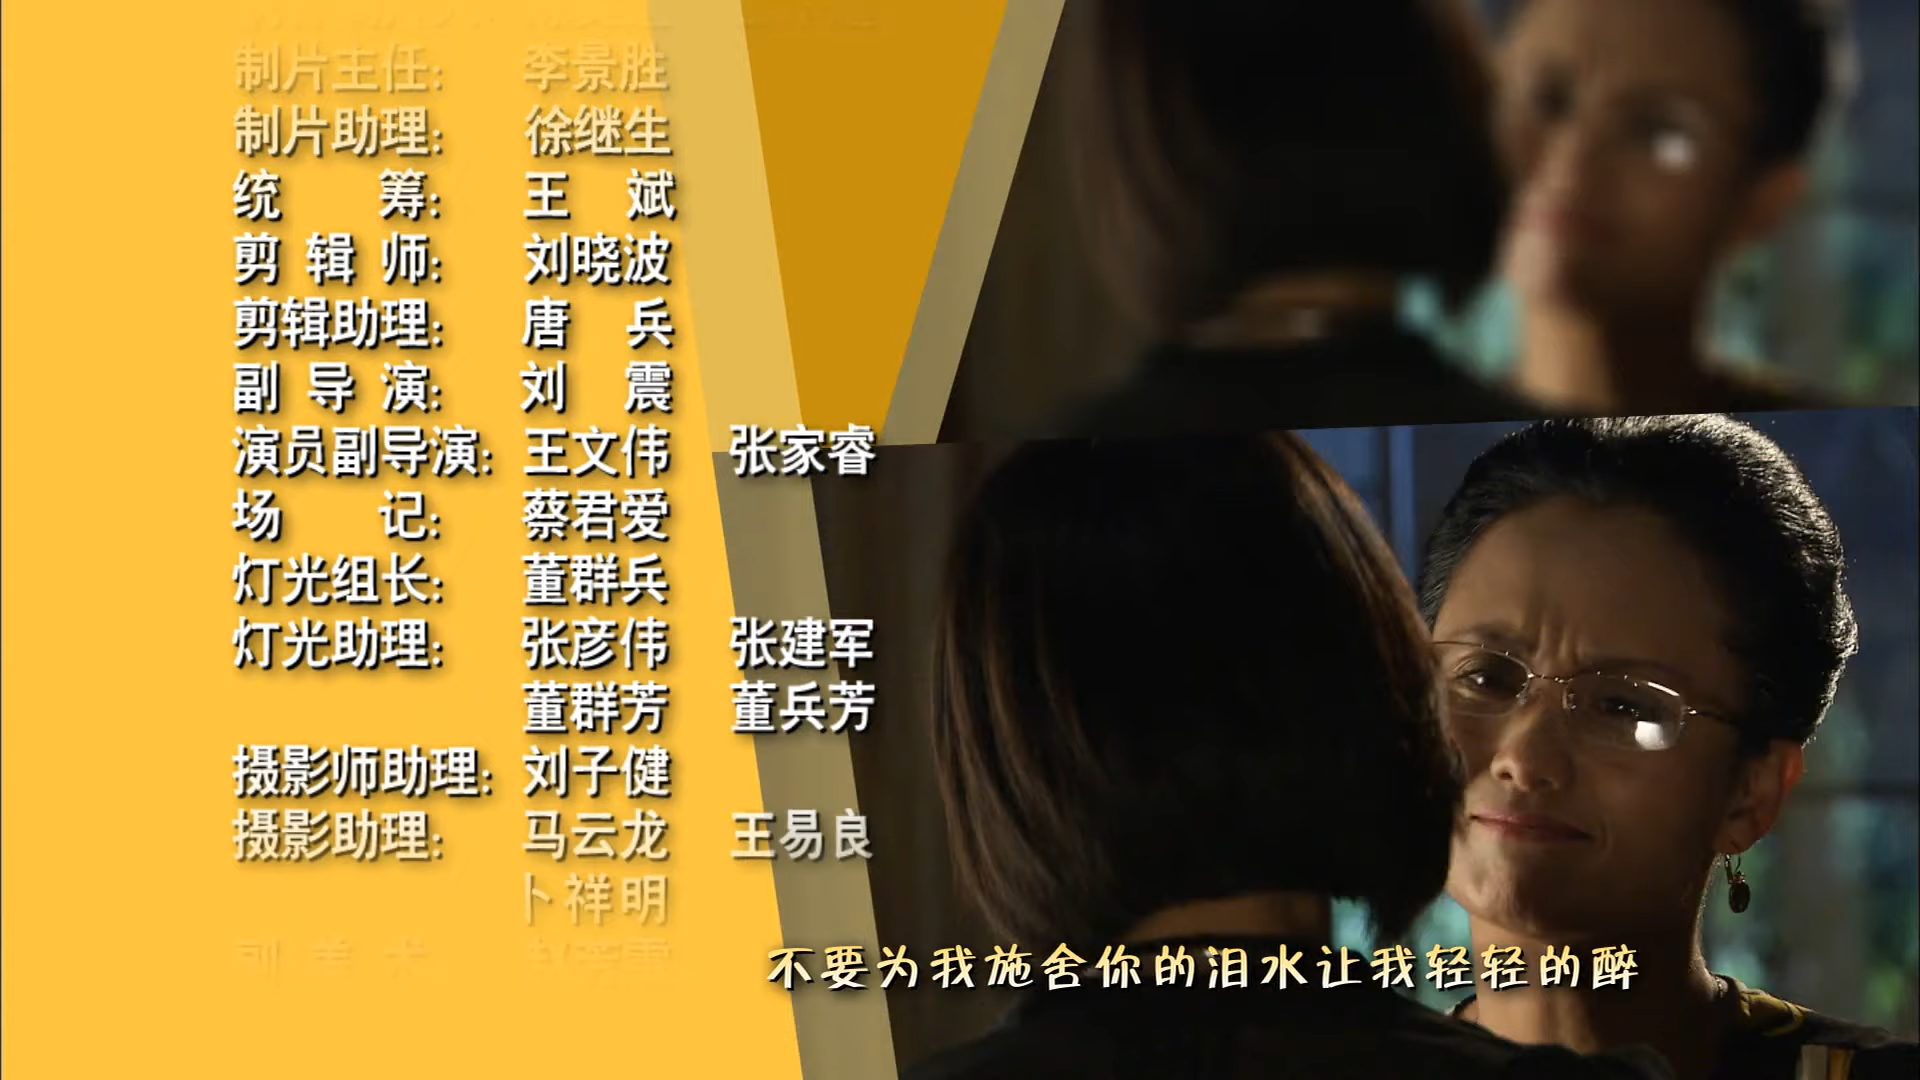 制片主任： 李景胜
制片助理： 徐继生
统筹： 王斌
剪辑师： 刘晓波
剪辑助理： 唐兵
副导演： 刘震
演员副导演： 王文伟 张家睿
场记： 蔡君爱
灯光组长： 董群兵
灯光助理： 张彦伟 张建军
董群芳 董兵芳
摄影师助理： 刘子健
摄影助理： 马云龙 王易良
卜祥明
不要为我施舍你的泪水让我轻轻的醉